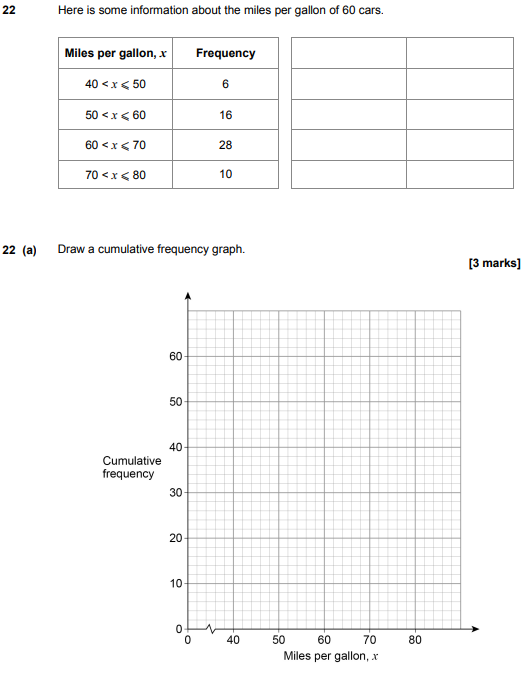 22 Here is some information about the miles per gallon of 60 cars.
Miles per gallon, x Frequency
40 < x ⩽ 50 6
50 < x ⩽ 60 16
60 < x ⩽ 70 28
70 < x ⩽ 80 10
22 (a) Draw a cumulative frequency graph.
[3 marks]
60
50
40
Cumulative
frequency
30
20
10
0
0 40 50 60 70 80
Miles per gallon, x